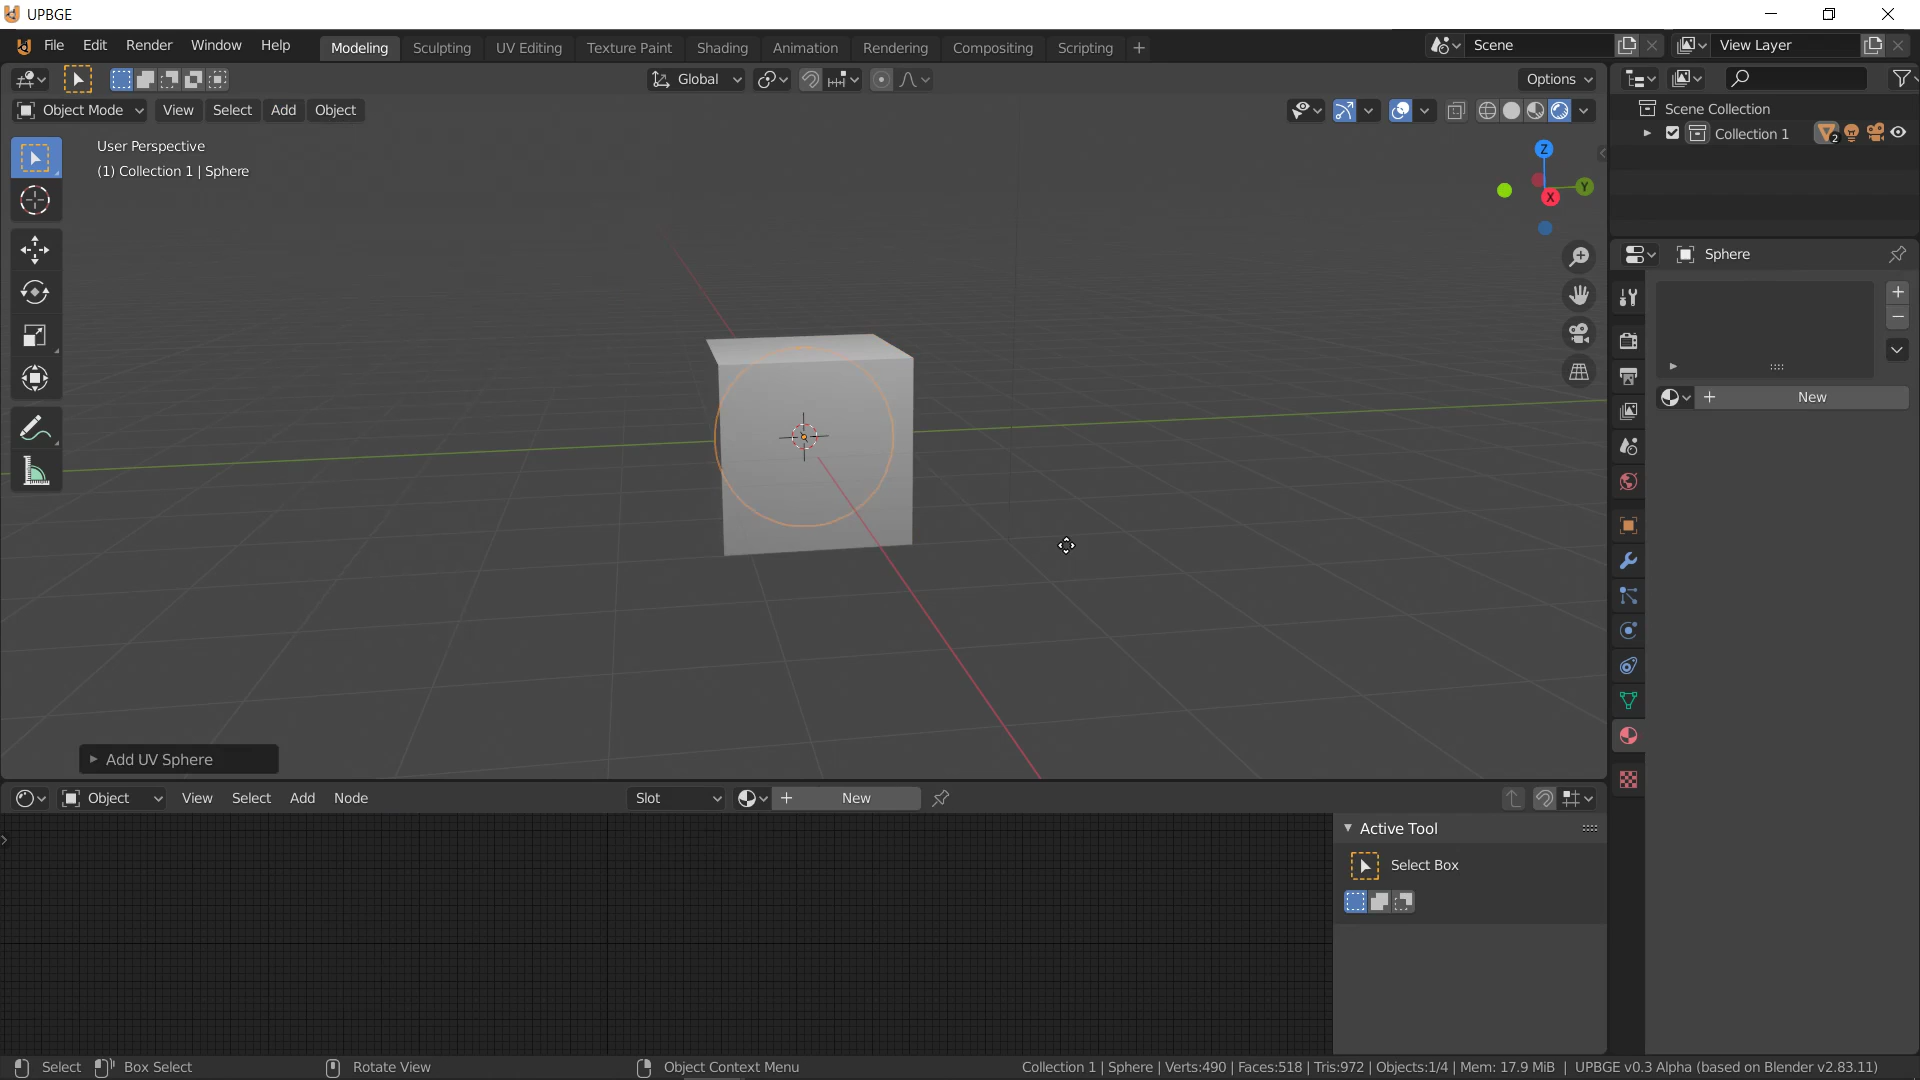 UPBGE
File Edit Render Window Help
Modeling Sculpting UV Editing Texture Paint Shading Animation Rendering Compositing Scripting +
Scene
View Layer
Global
Options
Object Mode View Select Add Object
User Perspective
(1) Collection 1 | Sphere
Z
Y
X
Scene Collection
Collection 1
2
Sphere
New
Add UV Sphere
Object View Select Add Node
Slot
New
Active Tool
Select Box
Select Box Select Rotate View Object Context Menu
Collection 1 | Sphere | Verts:490 | Faces:518 | Tris:972 | Objects:1/4 | Mem: 17.9 MiB | UPBGE v0.3 Alpha (based on Blender v2.83.11)